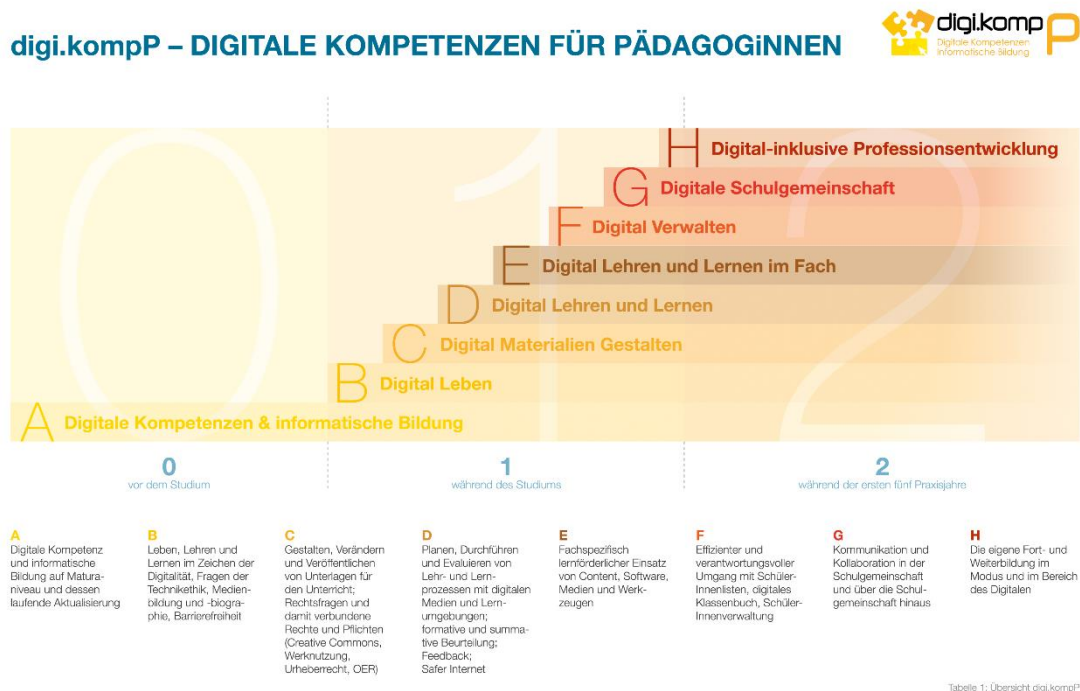 digi.kompP – DIGITALE KOMPETENZEN FÜR PÄDAGOGiNNEN
digi.komp P
Digitale Kompetenzen
Informatische Bildung
0 1 2
H Digital-inklusive Professionsentwicklung
G Digitale Schulgemeinschaft
F Digital Verwalten
E Digital Lehren und Lernen im Fach
D Digital Lehren und Lernen
C Digital Materialien Gestalten
B Digital Leben
A Digitale Kompetenzen & informatische Bildung
0
vor dem Studium
1
während des Studiums
2
während der ersten fünf Praxisjahre
A
Digitale Kompetenz
und informatische
Bildung auf Matura-
niveau und dessen
laufende Aktualisierung
B
Leben, Lehren und
Lernen im Zeichen der
Digitalität, Fragen der
Technikethik, Medien-
bildung und -biogra-
phie, Barrierefreiheit
C
Gestalten, Verändern
und Veröffentlichen
von Unterlagen für
den Unterricht;
Rechtsfragen und
damit verbundene
Rechte und Pflichten
(Creative Commons,
Werknutzung,
Urheberrecht, OER)
D
Planen, Durchführen
und Evaluieren von
Lehr- und Lern-
prozessen mit digitalen
Medien und Lern-
umgebungen;
formative und summa-
tive Beurteilung;
Feedback;
Safer Internet
E
Fachspezifisch
lernförderlicher Einsatz
von Content, Software,
Medien und Werk-
zeugen
F
Effizienter und
verantwortungsvoller
Umgang mit Schüler-
Innenlisten, digitales
Klassenbuch, Schüler-
Innenverwaltung
G
Kommunikation und
Kollaboration in der
Schulgemeinschaft
und über die Schul-
gemeinschaft hinaus
H
Die eigene Fort- und
Weiterbildung im
Modus und im Bereich
des Digitalen
Tabelle 1: Übersicht digi.kompP